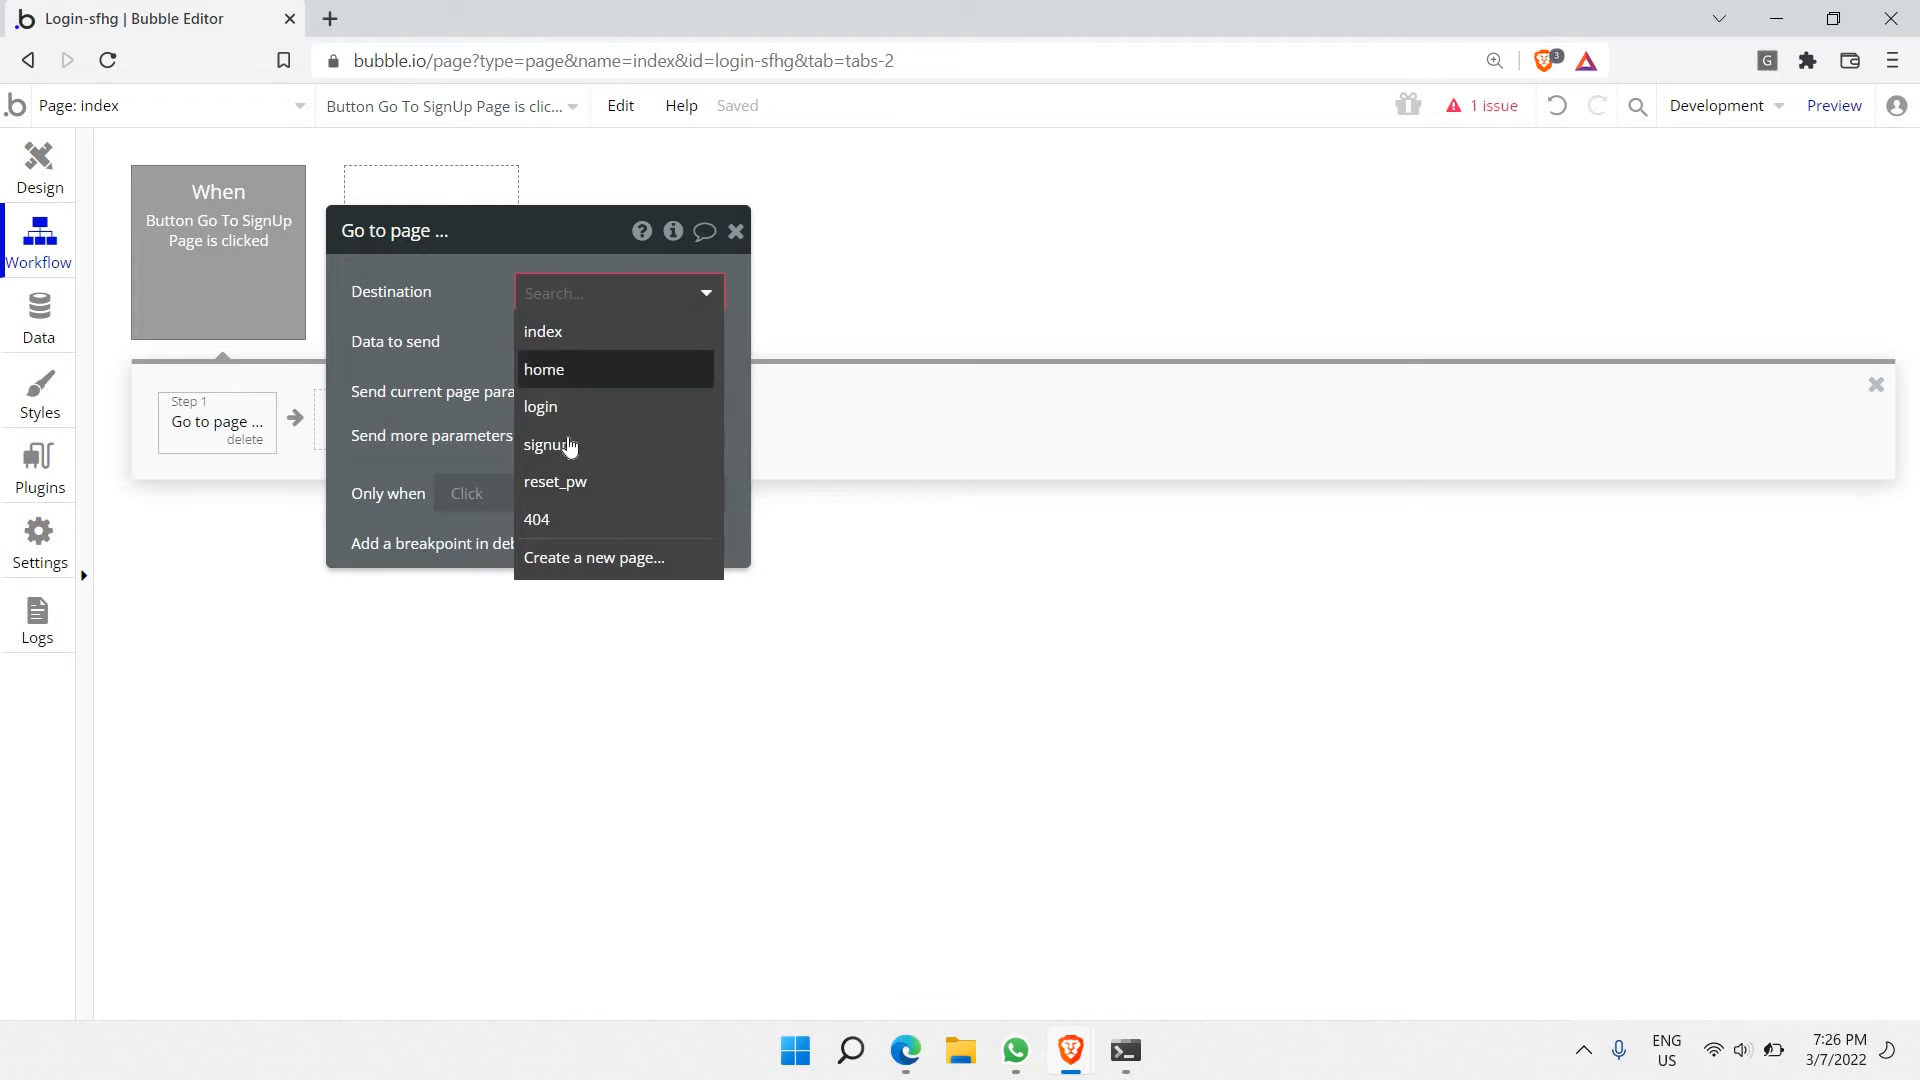 Login-sfhg | Bubble Editor
bubble.io/page?type=page&name=index&id=login-sfhg&tab=tabs-2
3
G
Page: index
Button Go To SignUp Page is clic...
Edit
Help
Saved
1 issue
Development
Preview
Design
Workflow
Data
Styles
Plugins
Settings
Logs
When
Button Go To SignUp
Page is clicked
Step 1
Go to page ...
delete
Go to page ...
Destination
Search...
Data to send
Send current page para
Send more parameters
Only when
Click
Add a breakpoint in deb
index
home
login
reset_pw
404
Create a new page...
ENG
US
7:26 PM
3/7/2022